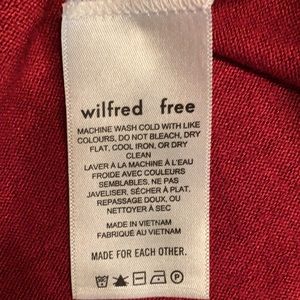 wilfred free
MACHINE WASH COLD WITH LIKE
COLOURS, DO NOT BLEACH, DRY
FLAT, COOL IRON, OR DRY
CLEAN
LAVER À LA MACHINE À L'EAU
FROIDE AVEC COULEURS
SEMBLABLES, NE PAS
JAVELISER, SÉCHER À PLAT,
REPASSAGE DOUX, OU
NETTOYER À SEC
MADE IN VIETNAM
FABRIQUÉ AU VIETNAM
MADE FOR EACH OTHER.
P